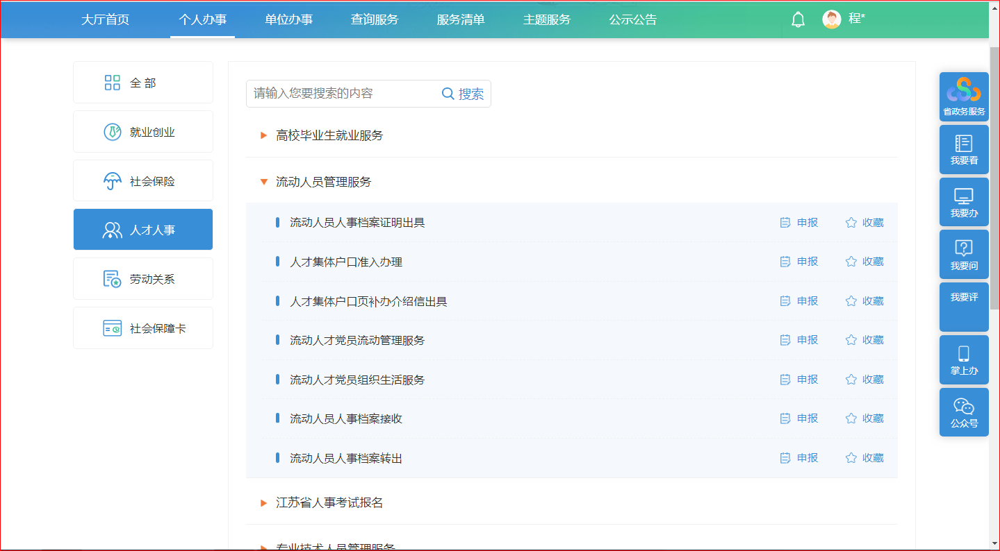 大厅首页 个人办事 单位办事 查询服务 服务清单 主题服务 公示公告 程*
全 部
就业创业
社会保险
人才人事
劳动关系
社会保障卡
请输入您要搜索的内容 搜索
高校毕业生就业服务
流动人员管理服务
流动人员人事档案证明出具 申报 收藏
人才集体户口准入办理 申报 收藏
人才集体户口页补办介绍信出具 申报 收藏
流动人才党员流动管理服务 申报 收藏
流动人才党员组织生活服务 申报 收藏
流动人员人事档案接收 申报 收藏
流动人员人事档案转出 申报 收藏
江苏省人事考试报名
专业技术人员管理服务
省政务服务
我要看
我要办
我要问
我要评
掌上办
公众号